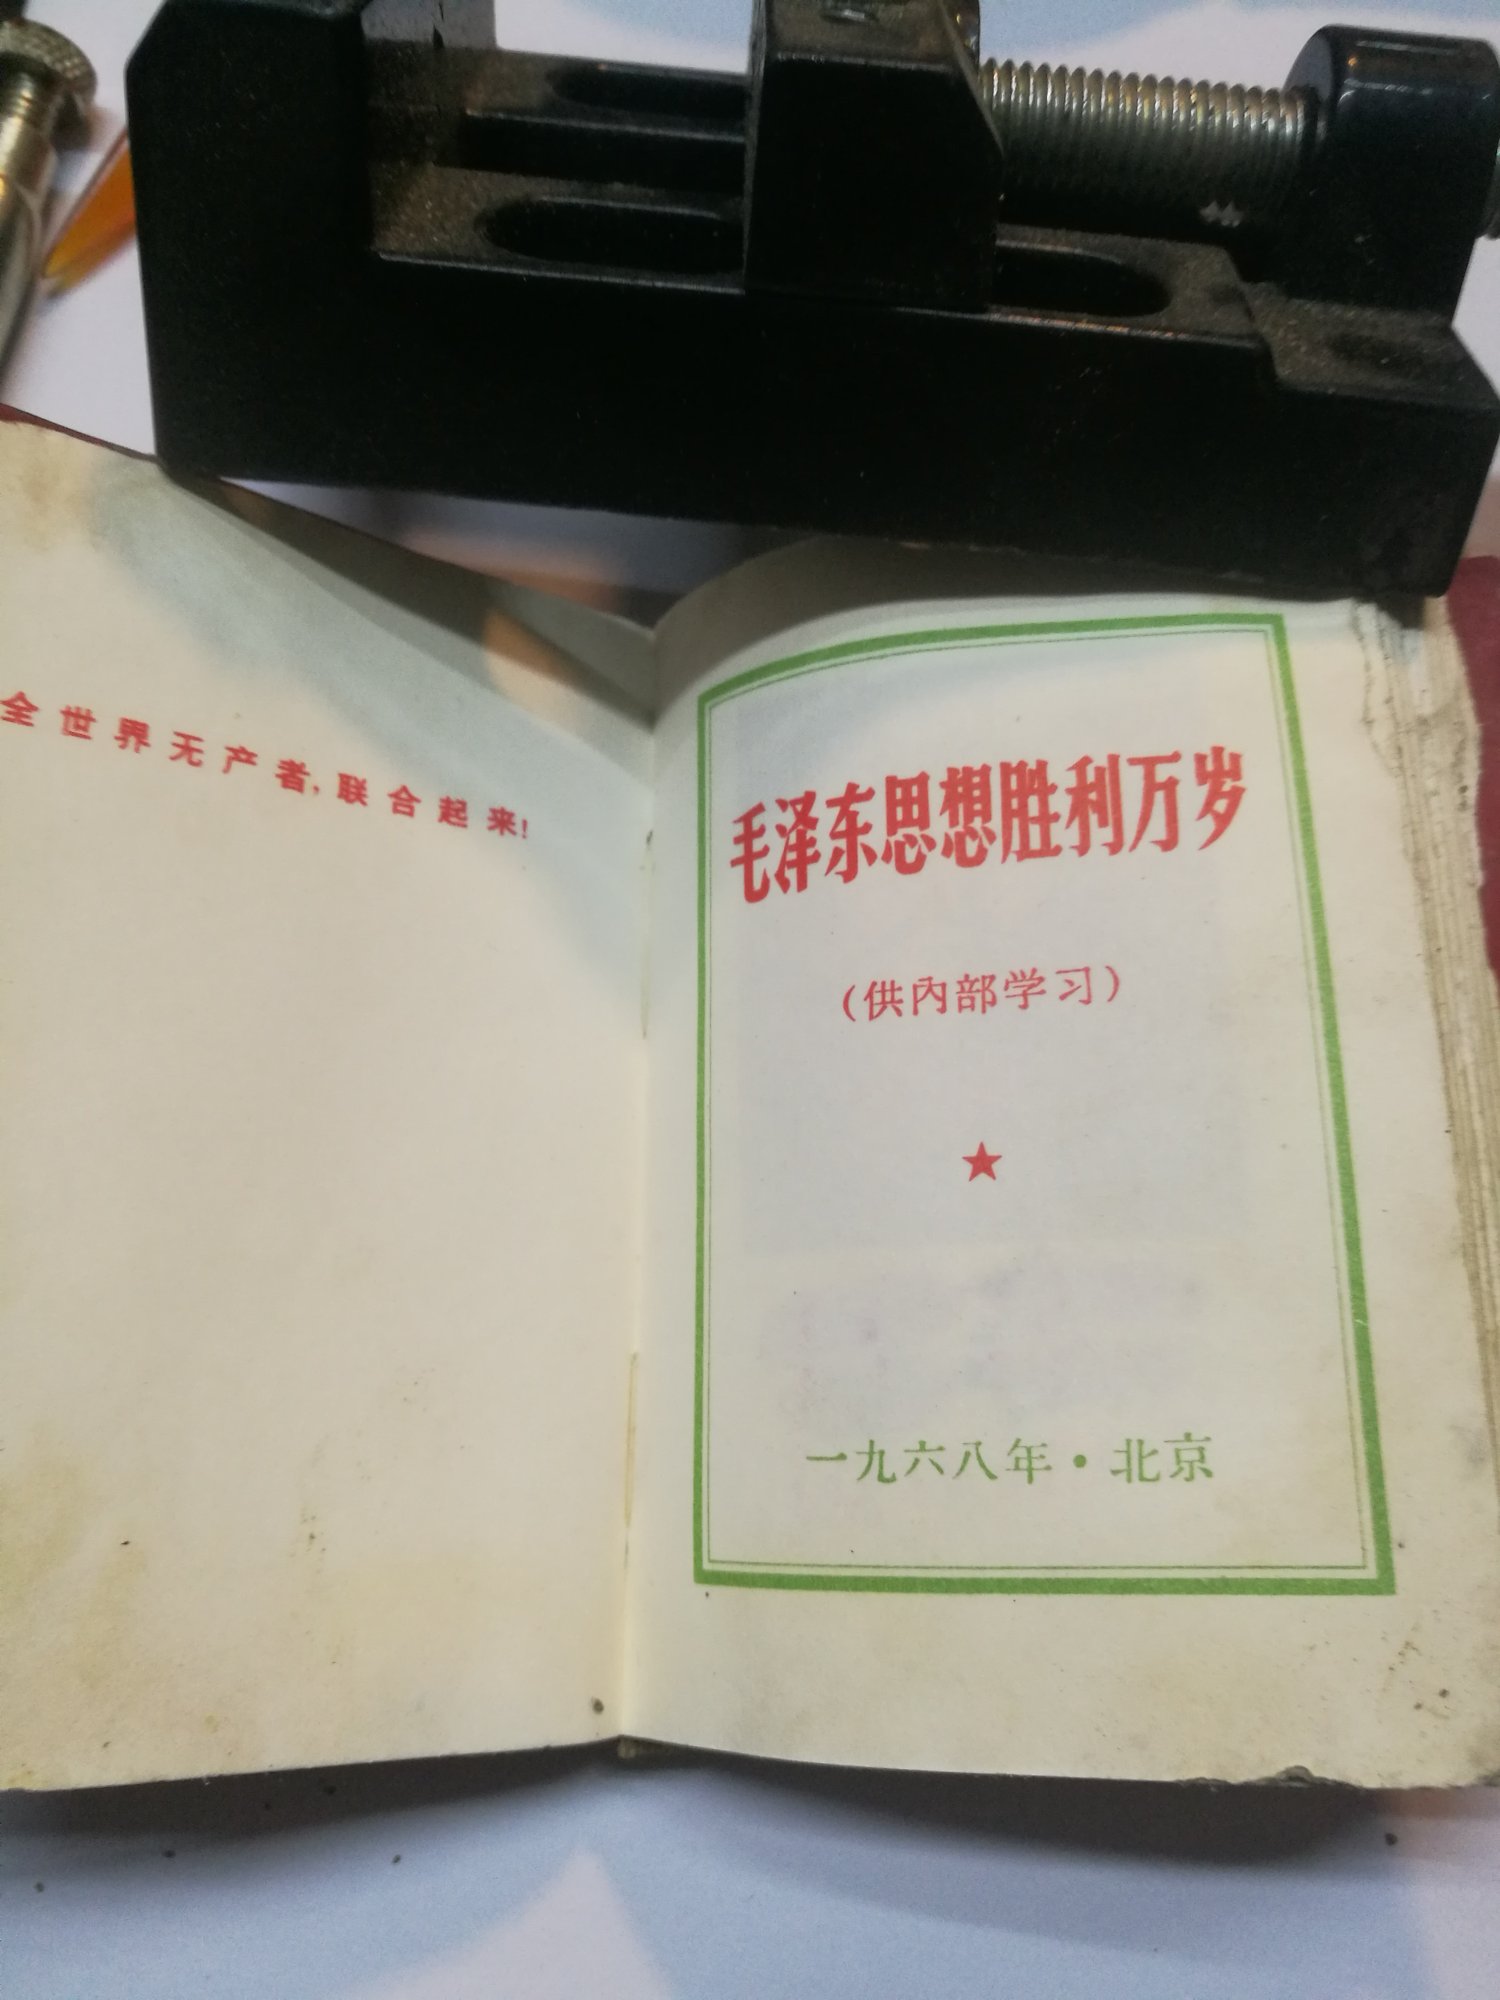 全世界无产者,联合起来!
毛泽东思想胜利万岁
(供內部学习)
一九六八年·北京